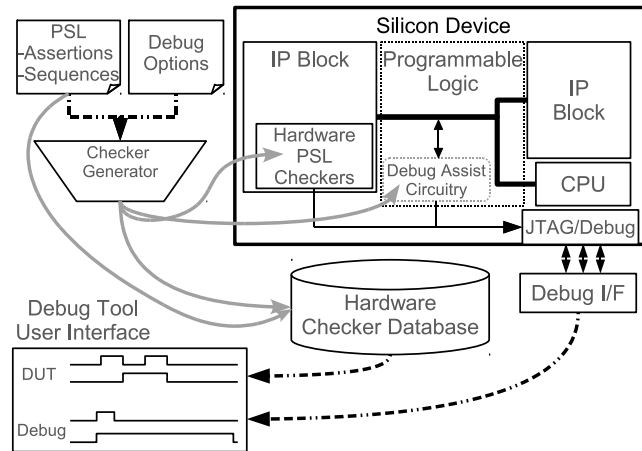 PSL
–Assertions
–Sequences
Debug
Options
Checker
Generator
Silicon Device
IP Block
Programmable
Logic
IP
Block
Hardware
PSL
Checkers
Debug Assist
Circuitry
CPU
JTAG/Debug
Debug I/F
Hardware
Checker Database
Debug Tool
User Interface
DUT
Debug